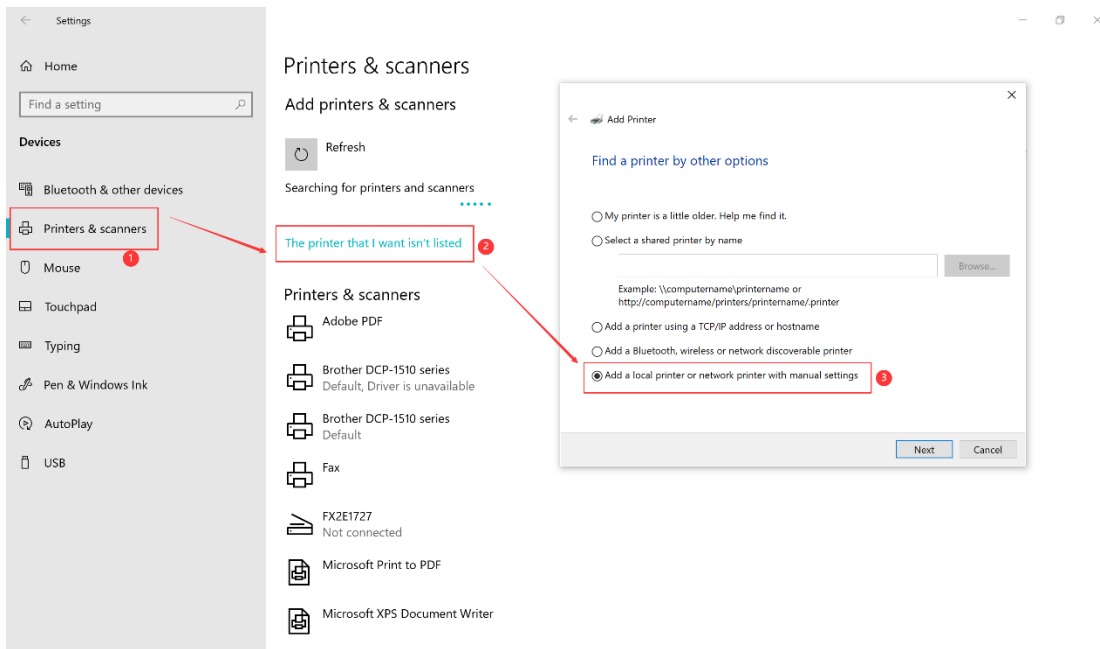 Settings
Home
Find a setting
Devices
Bluetooth & other devices
Printers & scanners
1
Mouse
Touchpad
Typing
Pen & Windows Ink
AutoPlay
USB
Printers & scanners
Add printers & scanners
Refresh
Searching for printers and scanners
The printer that I want isn't listed
2
Printers & scanners
Adobe PDF
Brother DCP-1510 series
Default, Driver is unavailable
Brother DCP-1510 series
Default
Fax
FX2E1727
Not connected
Microsoft Print to PDF
Microsoft XPS Document Writer
Add Printer
Find a printer by other options
My printer is a little older. Help me find it.
Select a shared printer by name
Browse...
Example: \\computername\printername or
http://computername/printers/printername/.printer
Add a printer using a TCP/IP address or hostname
Add a Bluetooth, wireless or network discoverable printer
Add a local printer or network printer with manual settings
3
Next
Cancel